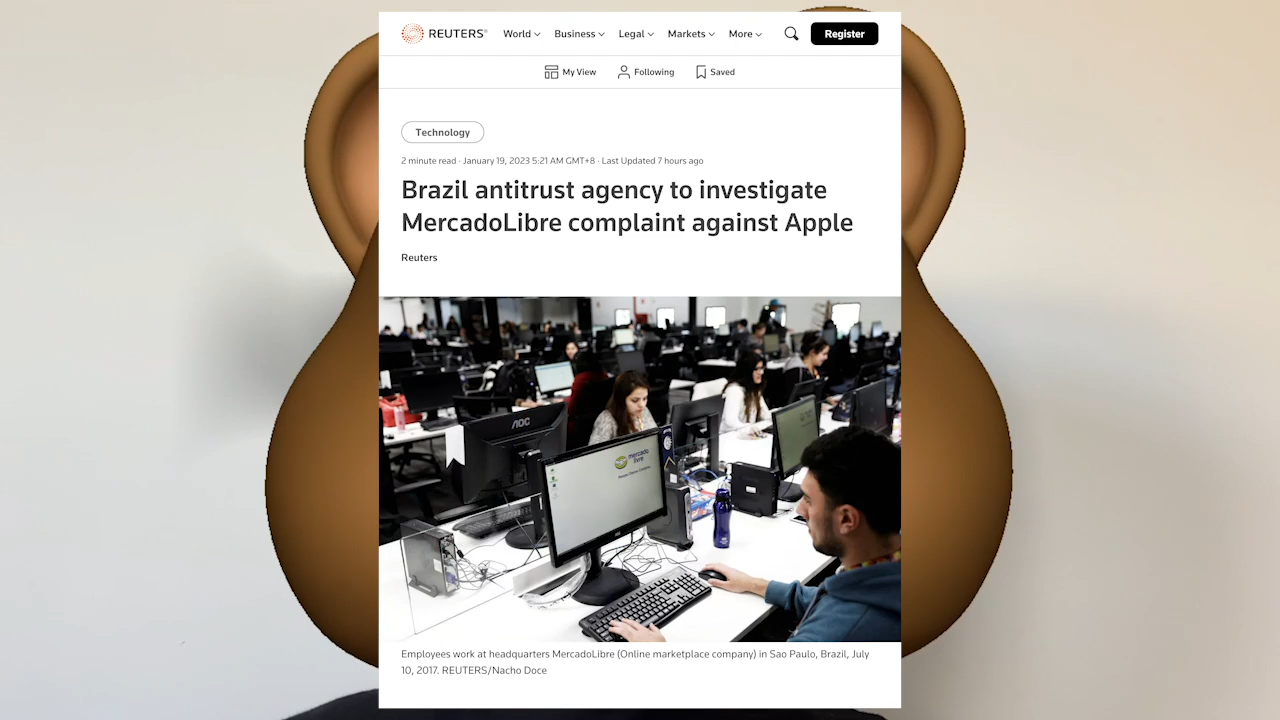 REUTERS®
World Business Legal Markets More Register
My View Following Saved
Technology
2 minute read · January 19, 2023 5:21 AM GMT+8 · Last Updated 7 hours ago
Brazil antitrust agency to investigate
MercadoLibre complaint against Apple
Reuters
AOC
mercado
libre
Employees work at headquarters MercadoLibre (Online marketplace company) in Sao Paulo, Brazil, July
10, 2017. REUTERS/Nacho Doce